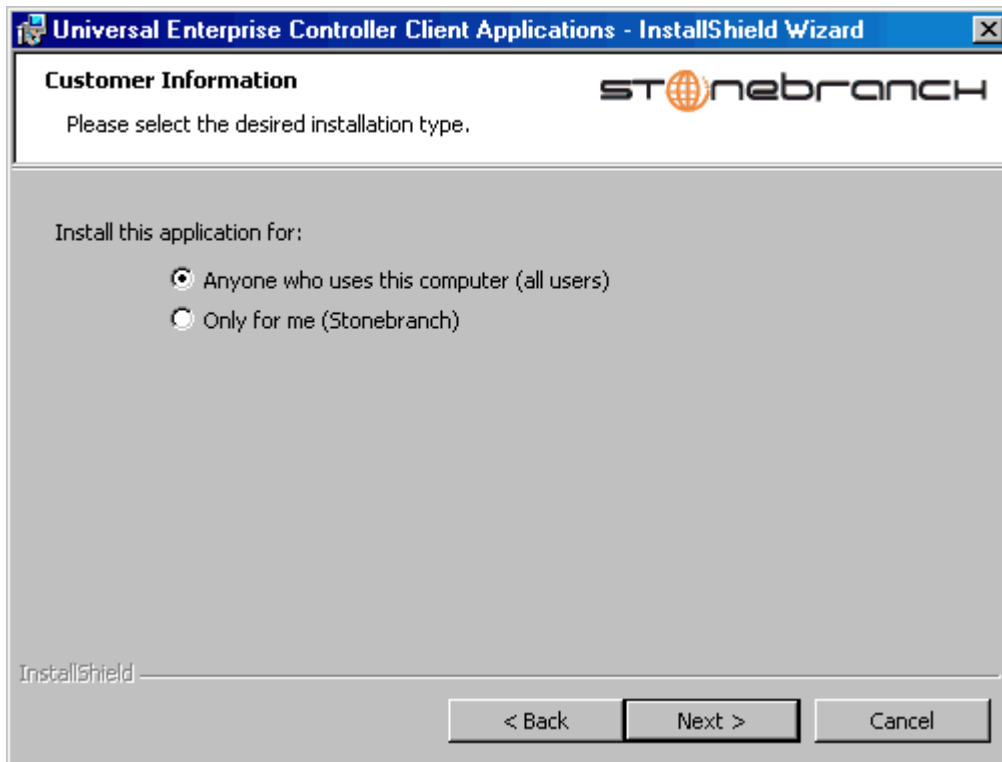 Universal Enterprise Controller Client Applications - InstallShield Wizard
Customer Information
STONEBRANCH
Please select the desired installation type.
Install this application for:
Anyone who uses this computer (all users)
Only for me (Stonebranch)
InstallShield
< Back
Next >
Cancel